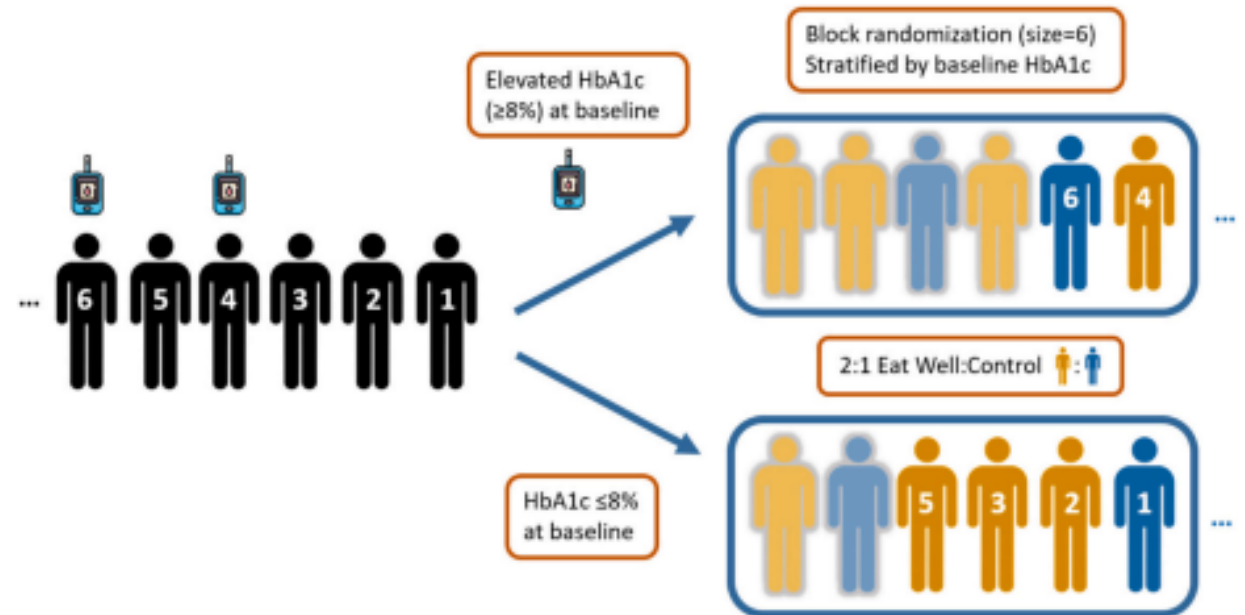 Block randomization (size=6)
Stratified by baseline HbA1c
Elevated HbA1c
(≥8%) at baseline
6 4 ...
... 6 5 4 3 2 1
2:1 Eat Well:Control :
HbA1c ≤8%
at baseline
5 3 2 1 ...